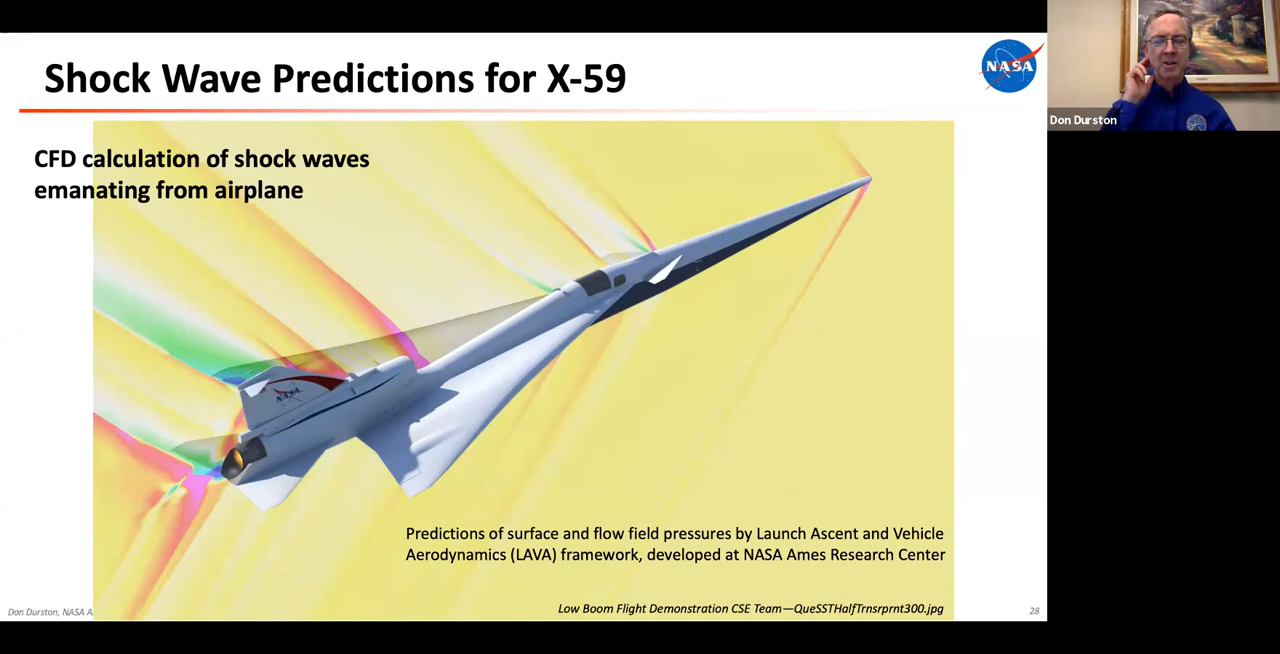 Shock Wave Predictions for X-59
NASA
Don Durston
CFD calculation of shock waves
emanating from airplane
NASA
Predictions of surface and flow field pressures by Launch Ascent and Vehicle
Aerodynamics (LAVA) framework, developed at NASA Ames Research Center
Don Durston, NASA A
Low Boom Flight Demonstration CSE Team—QueSSTHalfTrnsrprnt300.jpg
28